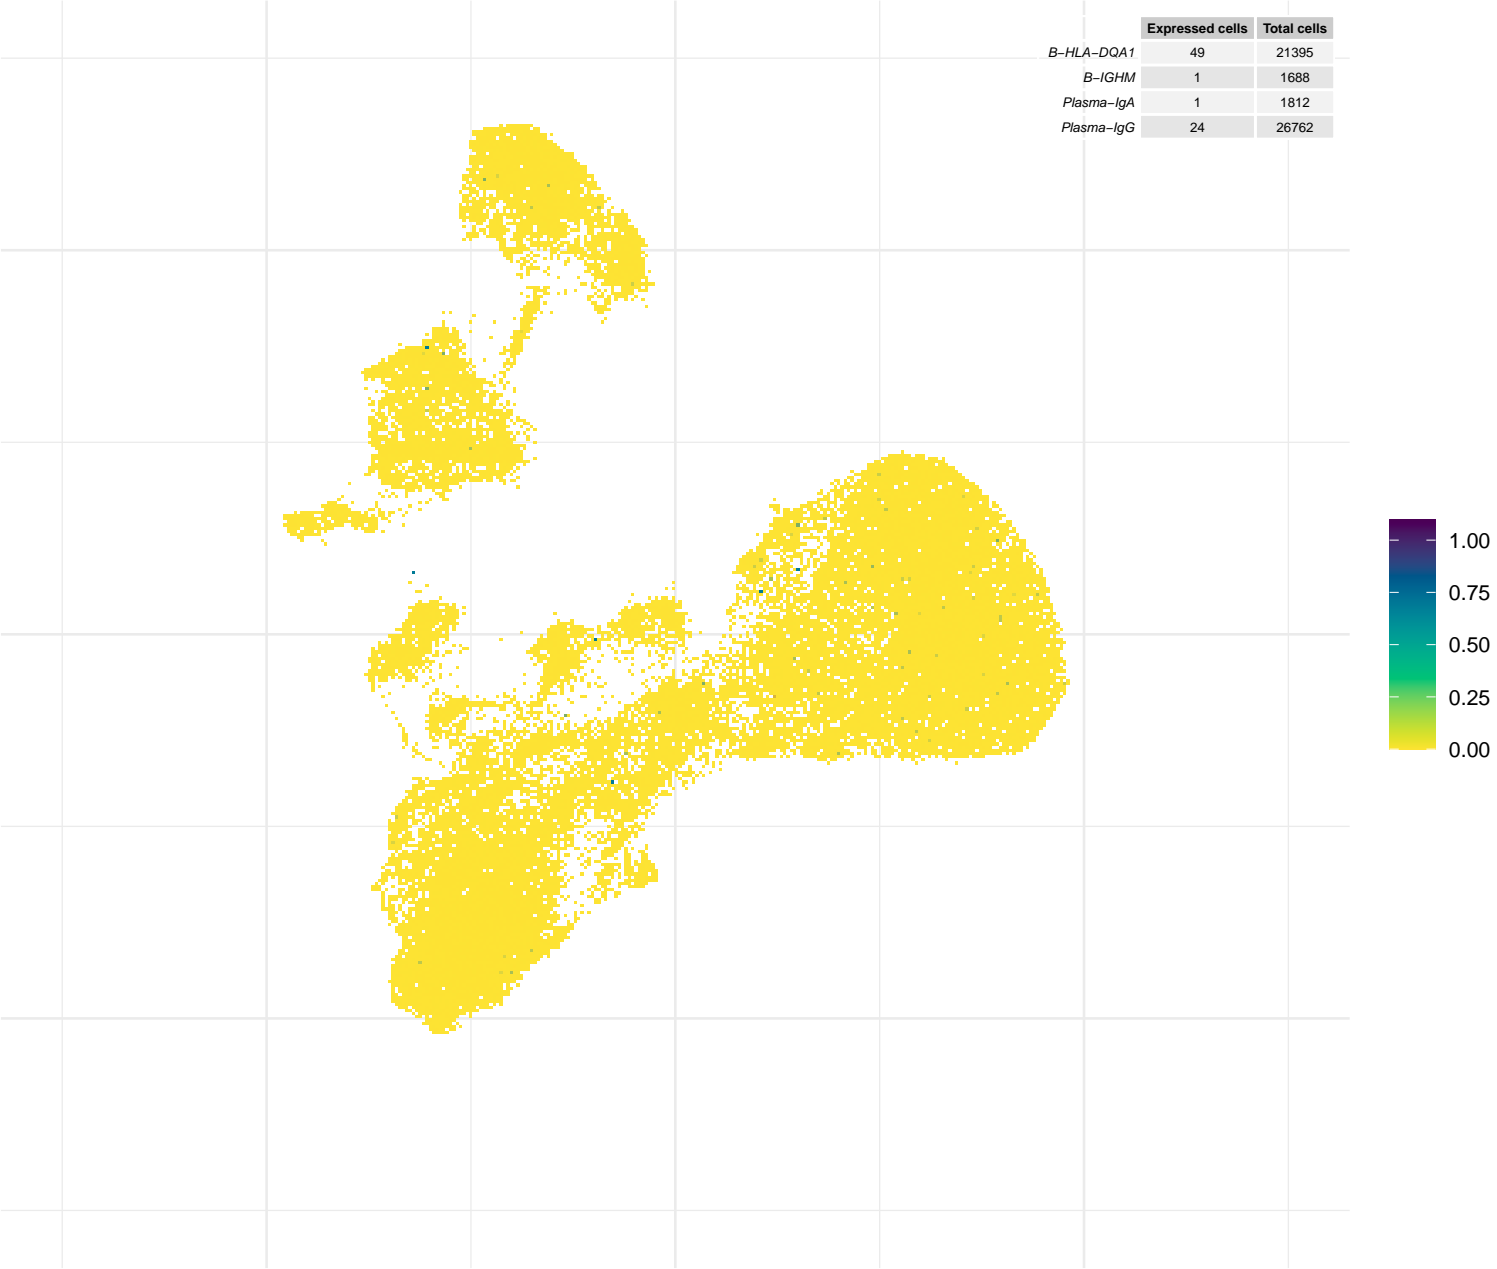 Expressed cells Total cells
B−HLA−DQA1 49 21395
B−IGHM 1 1688
Plasma−IgA 1 1812
Plasma−IgG 24 26762
1.00
0.75
0.50
0.25
0.00